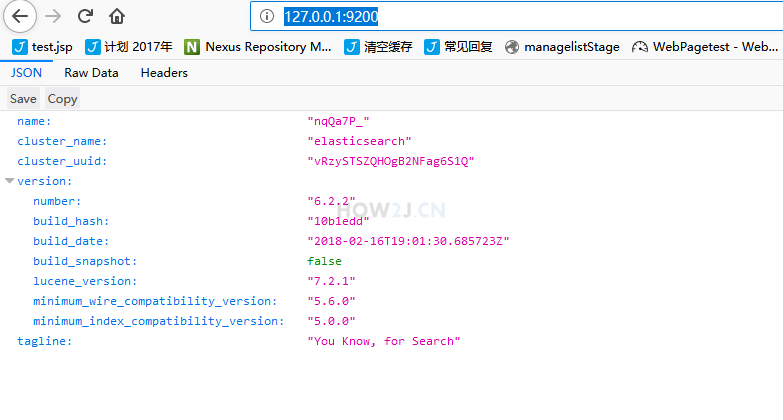 127.0.0.1:9200
test.jsp 计划 2017年 Nexus Repository M... 清空缓存 常见回复 managelistStage WebPagetest - Web...
JSON Raw Data Headers
Save Copy
name: "nqQa7P_"
cluster_name: "elasticsearch"
cluster_uuid: "vRzySTSZQHOgB2NFag6S1Q"
version:
number: "6.2.2"
HOW2J.CN
build_hash: "10b1edd"
build_date: "2018-02-16T19:01:30.685723Z"
build_snapshot: false
lucene_version: "7.2.1"
minimum_wire_compatibility_version: "5.6.0"
minimum_index_compatibility_version: "5.0.0"
tagline: "You Know, for Search"